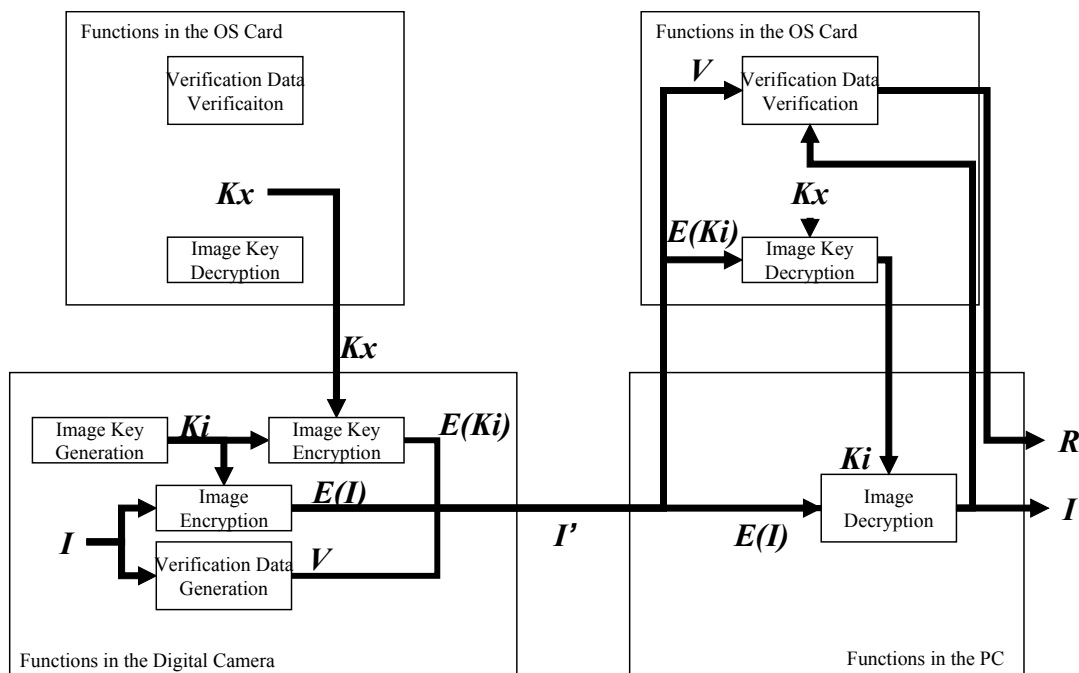 Functions in the OS Card
Verification Data
Verificaiton
Kx
Image Key
Decryption
Kx
Image Key
Generation
Ki
Image Key
Encryption
E(Ki)
Image
Encryption
E(I)
I
Verification Data
Generation
V
Functions in the Digital Camera
I’
Functions in the OS Card
V
Verification Data
Verification
Kx
E(Ki)
Image Key
Decryption
Ki
E(I)
Image
Decryption
R
I
Functions in the PC